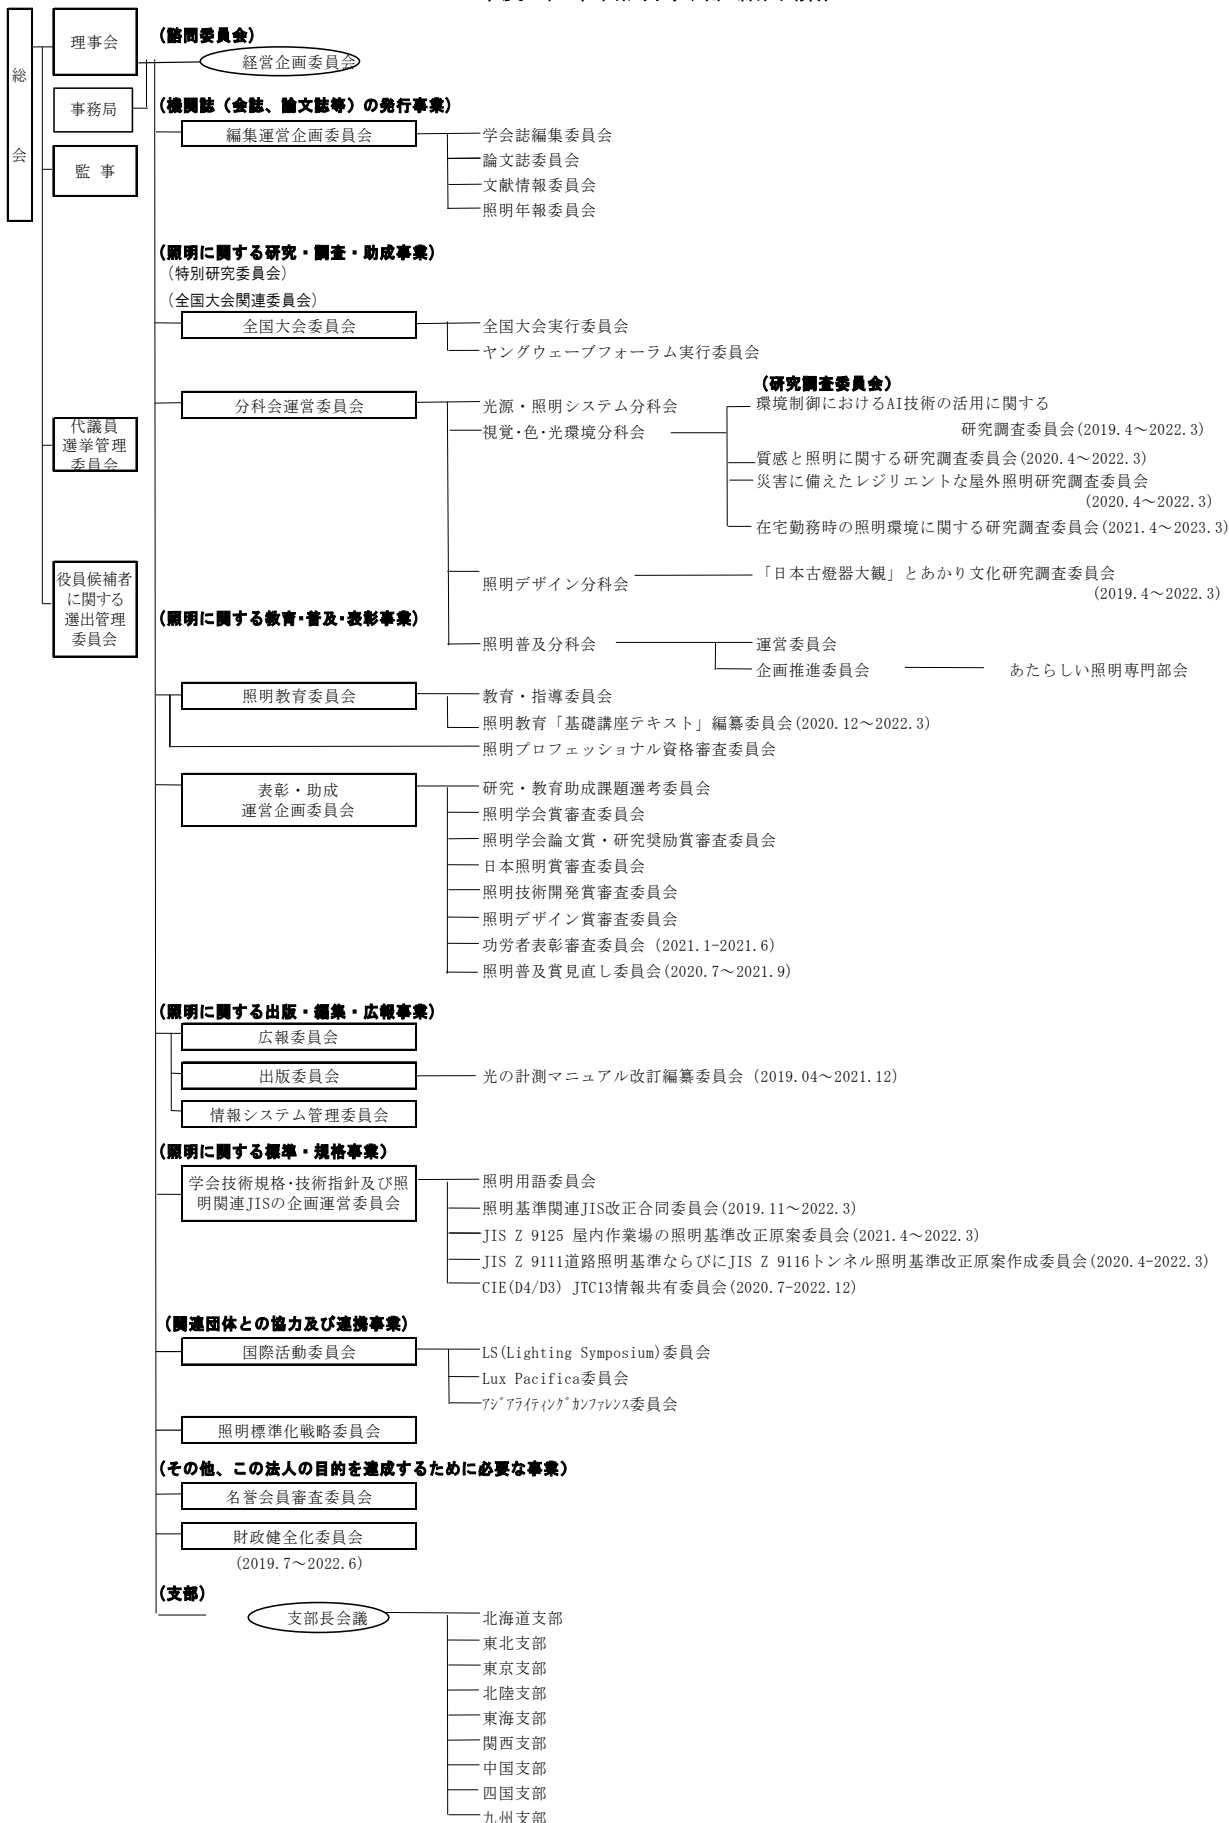 総
会
理事会
事務局
監 事
代議員
選挙管理
委員会
役員候補者
に関する
選出管理
委員会
(諮問委員会)
経営企画委員会
(機関誌（会誌、論文誌等）の発行事業)
編集運営企画委員会
学会誌編集委員会
論文誌委員会
文献情報委員会
照明年報委員会
(照明に関する研究・調査・助成事業)
(特別研究委員会)
(全国大会関連委員会)
全国大会委員会
全国大会実行委員会
ヤングウェーブフォーラム実行委員会
分科会運営委員会
光源・照明システム分科会
視覚・色・光環境分科会
(研究調査委員会)
環境制御におけるAI技術の活用に関する
研究調査委員会(2019.4～2022.3)
質感と照明に関する研究調査委員会(2020.4～2022.3)
災害に備えたレジリエントな屋外照明研究調査委員会
(2020.4～2022.3)
在宅勤務時の照明環境に関する研究調査委員会(2021.4～2023.3)
照明デザイン分科会
「日本古燈器大観」とあかり文化研究調査委員会
(2019.4～2022.3)
照明普及分科会
運営委員会
企画推進委員会
あたらしい照明専門部会
(照明に関する教育・普及・表彰事業)
照明教育委員会
教育・指導委員会
照明教育「基礎講座テキスト」編纂委員会(2020.12～2022.3)
照明プロフェッショナル資格審査委員会
表彰・助成
運営企画委員会
研究・教育助成課題選考委員会
照明学会賞審査委員会
照明学会論文賞・研究奨励賞審査委員会
日本照明賞審査委員会
照明技術開発賞審査委員会
照明デザイン賞審査委員会
功労者表彰審査委員会 (2021.1-2021.6)
照明普及賞見直し委員会(2020.7～2021.9)
(照明に関する出版・編集・広報事業)
広報委員会
出版委員会
光の計測マニュアル改訂編纂委員会 (2019.04～2021.12)
情報システム管理委員会
(照明に関する標準・規格事業)
学会技術規格・技術指針及び照
明関連JISの企画運営委員会
照明用語委員会
照明基準関連JIS改正合同委員会(2019.11～2022.3)
JIS Z 9125 屋内作業場の照明基準改正原案委員会(2021.4～2022.3)
JIS Z 9111道路照明基準ならびにJIS Z 9116トンネル照明基準改正原案作成委員会(2020.4-2022.3)
CIE(D4/D3) JTC13情報共有委員会(2020.7-2022.12)
(関連団体との協力及び連携事業)
国際活動委員会
LS(Lighting Symposium)委員会
Lux Pacifica委員会
ｱｼﾞｱﾗｲﾃｨﾝｸﾞｶﾝﾌｧﾚﾝｽ委員会
照明標準化戦略委員会
(その他、この法人の目的を達成するために必要な事業)
名誉会員審査委員会
財政健全化委員会
(2019.7～2022.6)
(支部)
支部長会議
北海道支部
東北支部
東京支部
北陸支部
東海支部
関西支部
中国支部
四国支部
九州支部